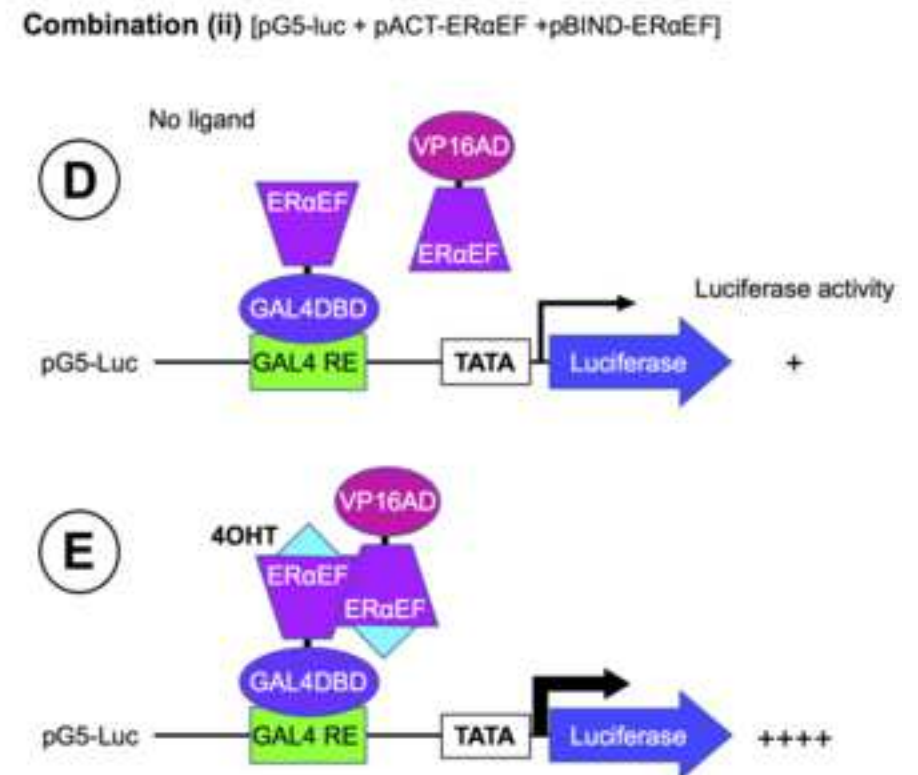 Combination (ii) [pG5-luc + pACT-ERαEF +pBIND-ERαEF]
No ligand
D
VP16AD
ERαEF
ERαEF
GAL4DBD
Luciferase activity
pG5-Luc
GAL4 RE
TATA
Luciferase
+
VP16AD
4OHT
E
ERαEF
ERαEF
GAL4DBD
pG5-Luc
GAL4 RE
TATA
Luciferase
++++